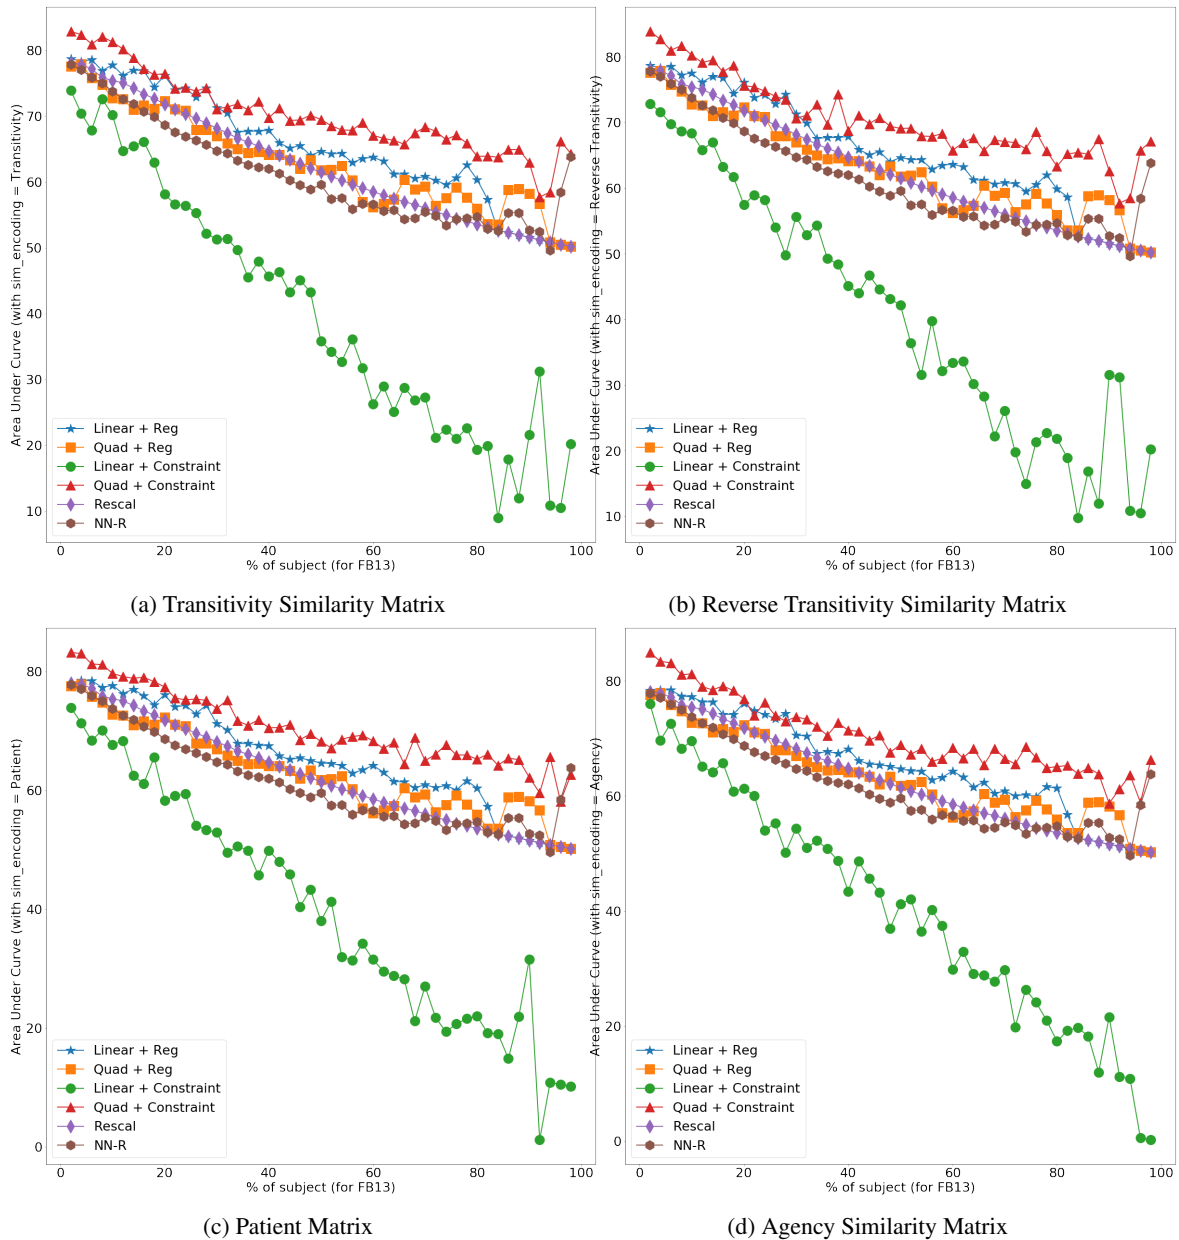 80
70
60
50
40
30
20
10
0 20 40 60 80 100
Area Under Curve (with sim_encoding = Transitivity)
% of subject (for FB13)
Linear + Reg
Quad + Reg
Linear + Constraint
Quad + Constraint
Rescal
NN-R
(a) Transitivity Similarity Matrix
80
70
60
50
40
30
20
10
0 20 40 60 80 100
Area Under Curve (with sim_encoding = Reverse Transitivity)
% of subject (for FB13)
Linear + Reg
Quad + Reg
Linear + Constraint
Quad + Constraint
Rescal
NN-R
(b) Reverse Transitivity Similarity Matrix
80
60
40
20
0
0 20 40 60 80 100
Area Under Curve (with sim_encoding = Patient)
% of subject (for FB13)
Linear + Reg
Quad + Reg
Linear + Constraint
Quad + Constraint
Rescal
NN-R
(c) Patient Matrix
80
60
40
20
0
0 20 40 60 80 100
Area Under Curve (with sim_encoding = Agency)
% of subject (for FB13)
Linear + Reg
Quad + Reg
Linear + Constraint
Quad + Constraint
Rescal
NN-R
(d) Agency Similarity Matrix